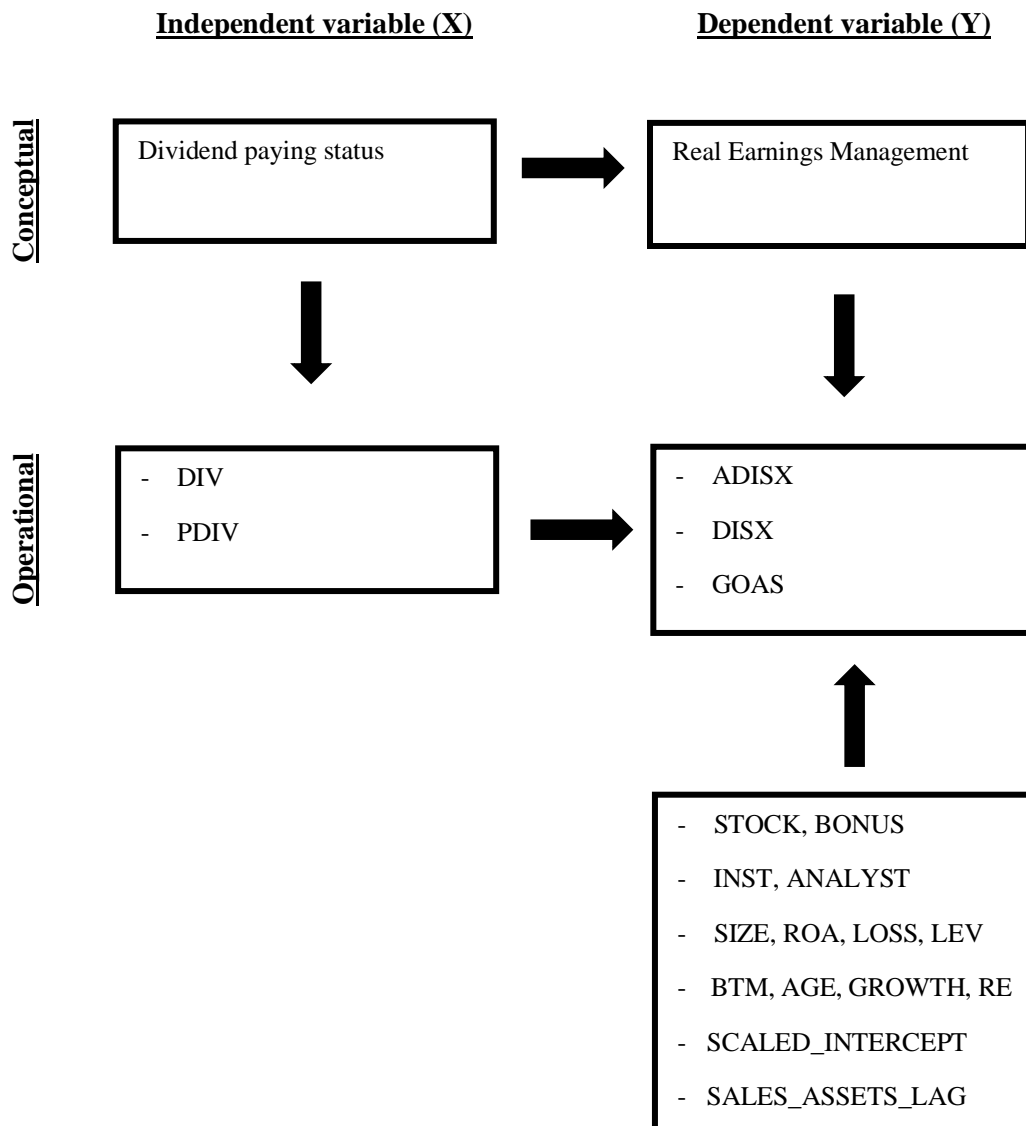 Independent variable (X)
Dependent variable (Y)
Conceptual
Dividend paying status
Real Earnings Management
Operational
- DIV
- PDIV
- ADISX
- DISX
- GOAS
- STOCK, BONUS
- INST, ANALYST
- SIZE, ROA, LOSS, LEV
- BTM, AGE, GROWTH, RE
- SCALED_INTERCEPT
- SALES_ASSETS_LAG